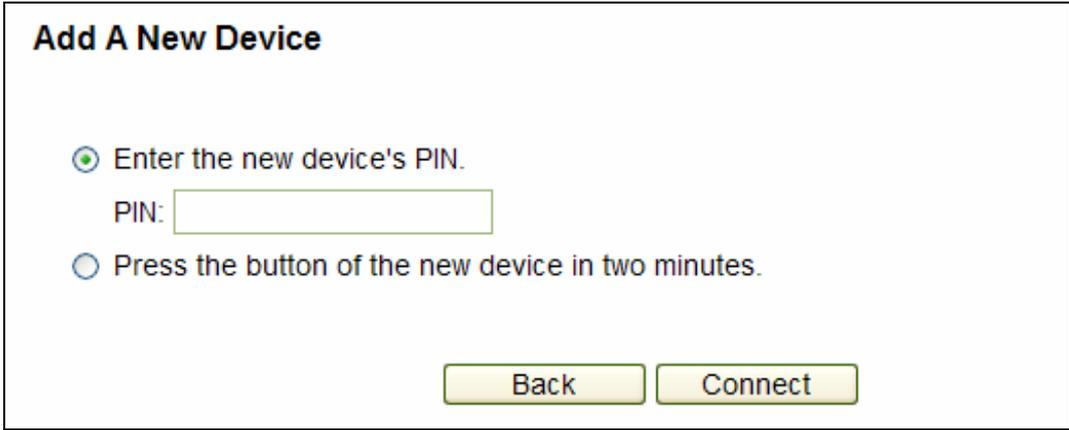 Add A New Device
Enter the new device's PIN.
PIN:
Press the button of the new device in two minutes.
Back Connect